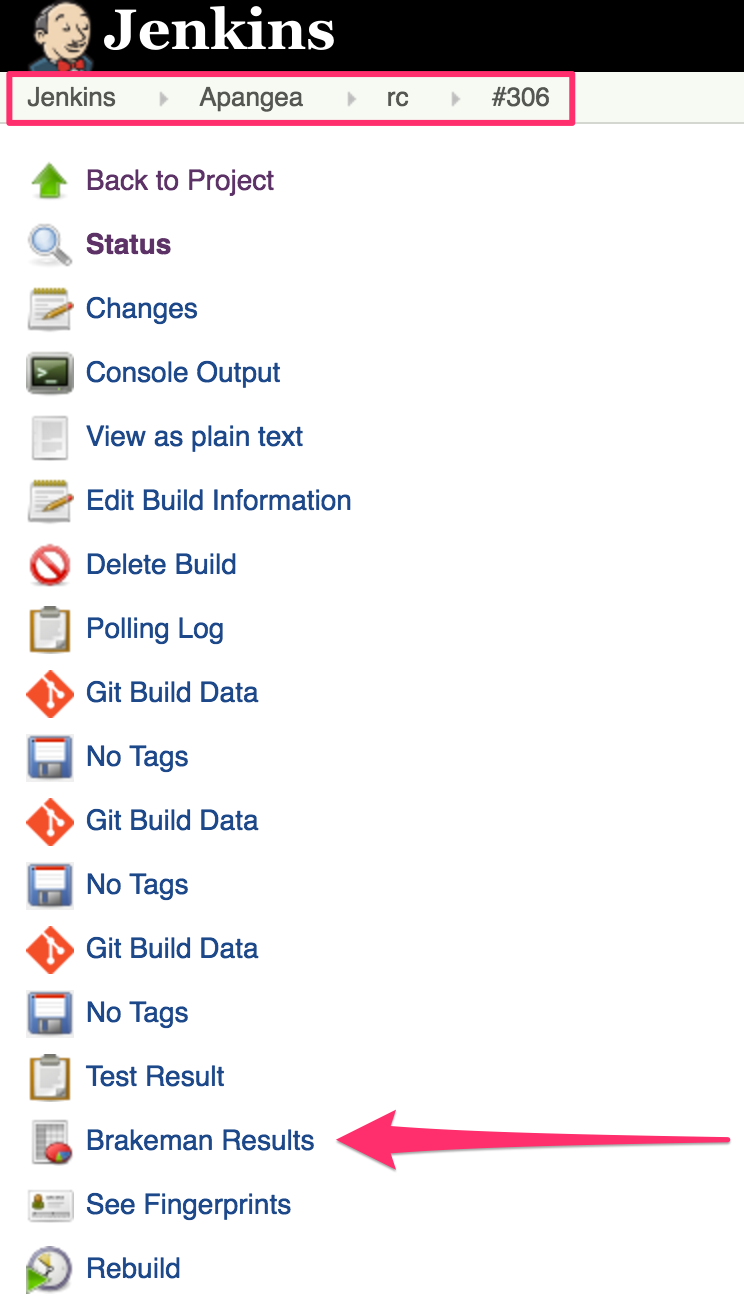 Jenkins
Jenkins Apangea rc #306
Back to Project
Status
Changes
Console Output
View as plain text
Edit Build Information
Delete Build
Polling Log
Git Build Data
No Tags
Git Build Data
No Tags
Git Build Data
No Tags
Test Result
Brakeman Results
See Fingerprints
Rebuild